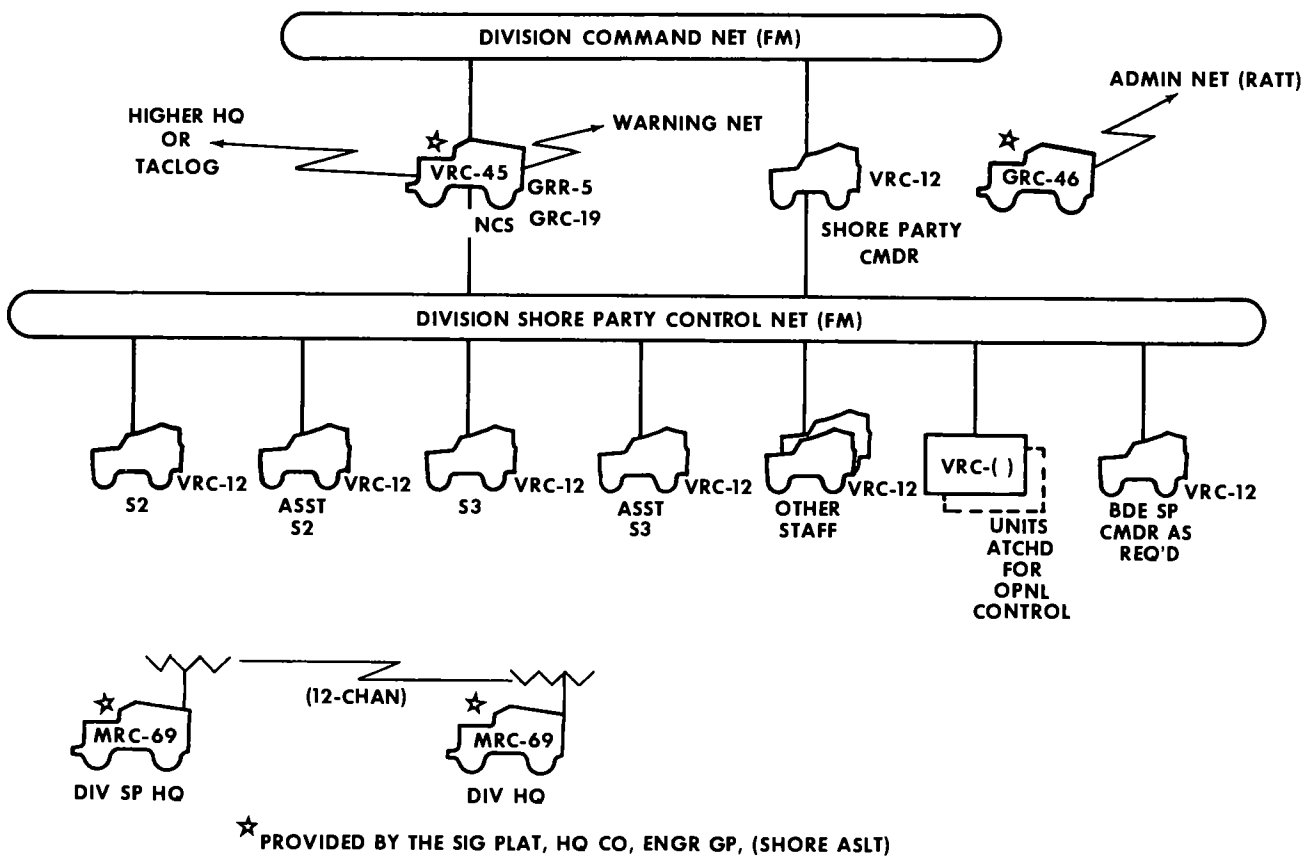 DIVISION COMMAND NET (FM)
ADMIN NET (RATT)
HIGHER HQ
OR
TACLOG
WARNING NET
VRC-45
GRR-5
GRC-19
NCS
VRC-12
SHORE PARTY
CMDR
GRC-46
DIVISION SHORE PARTY CONTROL NET (FM)
VRC-12
S2
VRC-12
ASST
S2
VRC-12
S3
VRC-12
ASST
S3
VRC-12
OTHER
STAFF
VRC-( )
UNITS
ATCHD
FOR
OPNL
CONTROL
VRC-12
BDE SP
CMDR AS
REQ'D
(12-CHAN)
MRC-69
DIV SP HQ
MRC-69
DIV HQ
☆PROVIDED BY THE SIG PLAT, HQ CO, ENGR GP, (SHORE ASLT)